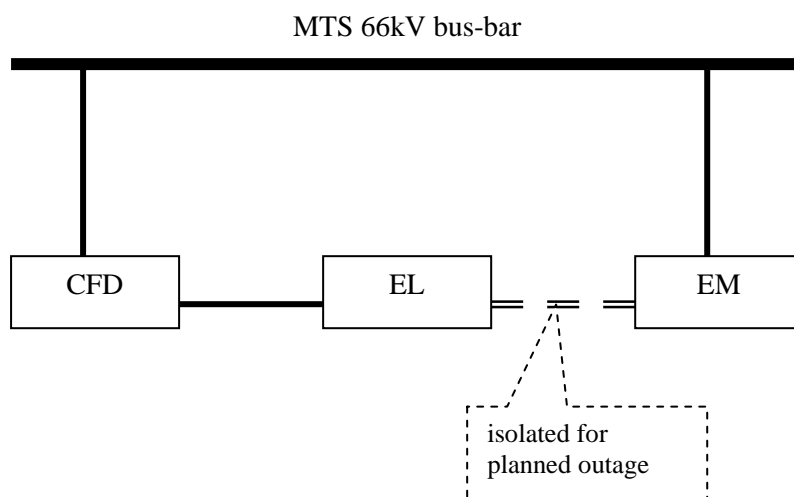 MTS 66kV bus-bar
CFD
EL
EM
isolated for
planned outage